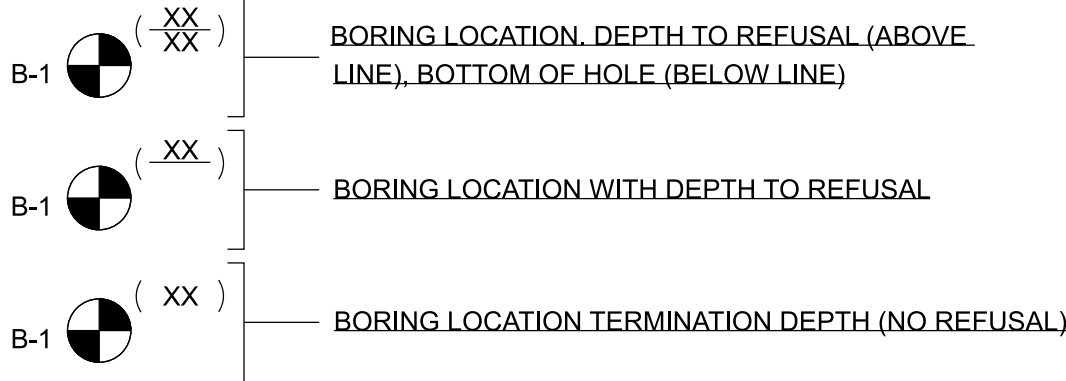 B-1 ( XX
XX ) BORING LOCATION. DEPTH TO REFUSAL (ABOVE
LINE), BOTTOM OF HOLE (BELOW LINE)
B-1 ( XX ) BORING LOCATION WITH DEPTH TO REFUSAL
B-1 ( XX ) BORING LOCATION TERMINATION DEPTH (NO REFUSAL)